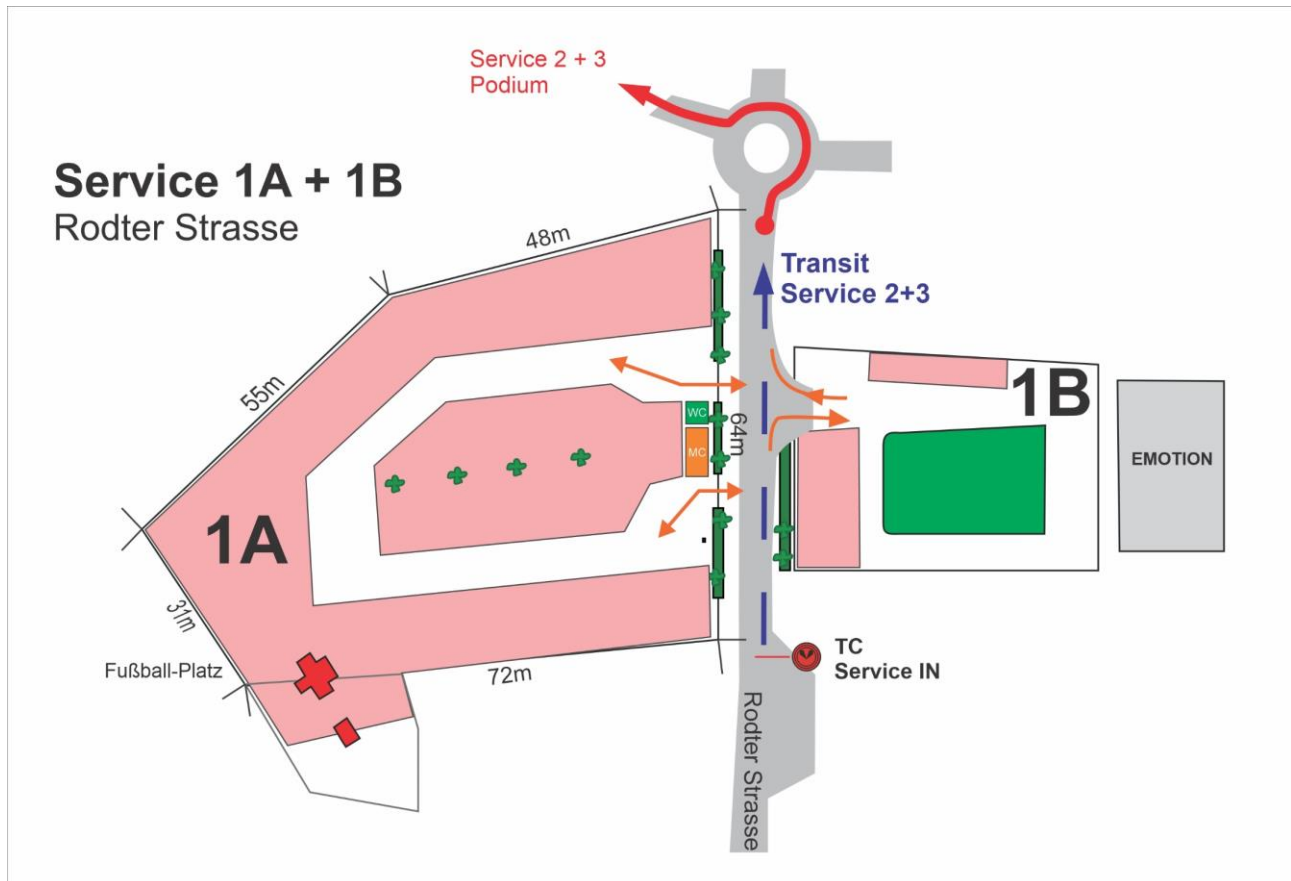 Service 2 + 3
Podium
Service 1A + 1B
Rodter Strasse
48m
Transit
Service 2+3
55m
1B
WC
64m
MC
EMOTION
1A
31m
Fußball-Platz
72m
TC
Service IN
Rodter Strasse